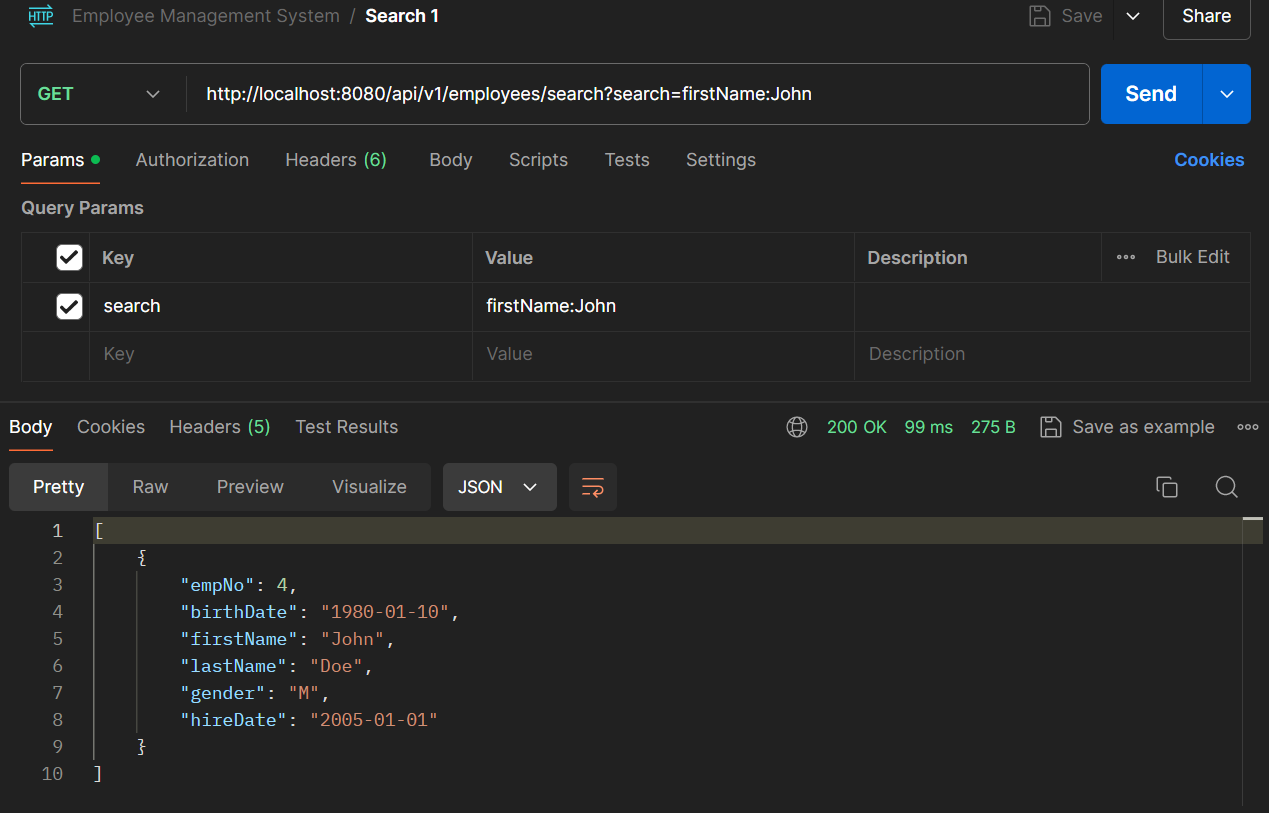 HTTP Employee Management System / Search 1 Save Share
GET http://localhost:8080/api/v1/employees/search?search=firstName:John Send
Params Authorization Headers (6) Body Scripts Tests Settings Cookies
Query Params
Key Value Description Bulk Edit
search firstName:John
Key Value Description
Body Cookies Headers (5) Test Results 200 OK 99 ms 275 B Save as example
Pretty Raw Preview Visualize JSON
1 [
2 {
3 "empNo": 4,
4 "birthDate": "1980-01-10",
5 "firstName": "John",
6 "lastName": "Doe",
7 "gender": "M",
8 "hireDate": "2005-01-01"
9 }
10 ]